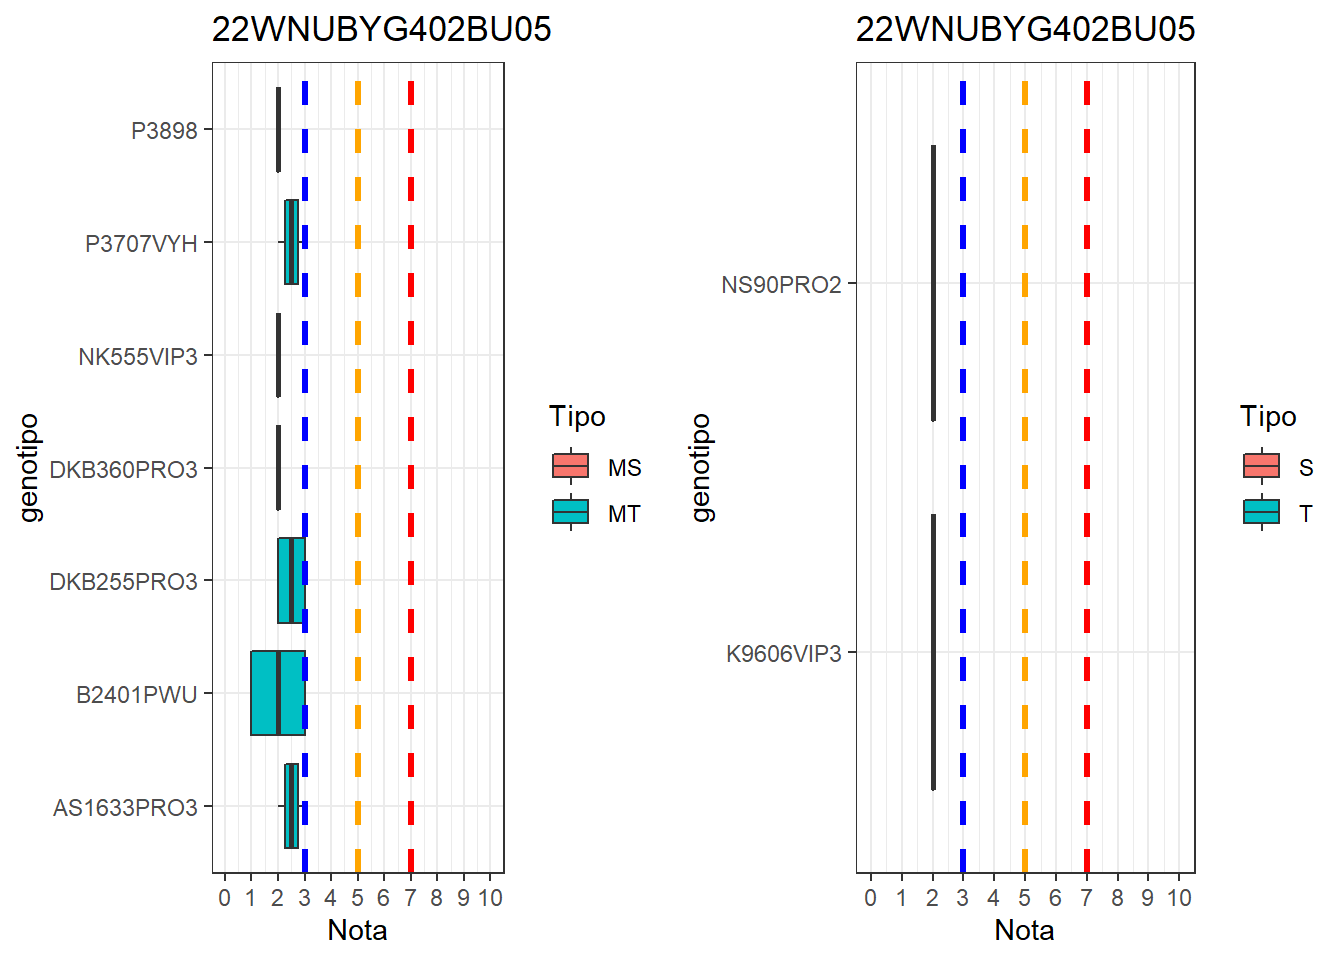 22WNUBYG402BU05
genotipo
P3898
P3707VYH
NK555VIP3
DKB360PRO3
DKB255PRO3
B2401PWU
AS1633PRO3
0 1 2 3 4 5 6 7 8 9 10
Nota
Tipo
MS
MT
22WNUBYG402BU05
genotipo
NS90PRO2
K9606VIP3
0 1 2 3 4 5 6 7 8 9 10
Nota
Tipo
S
T